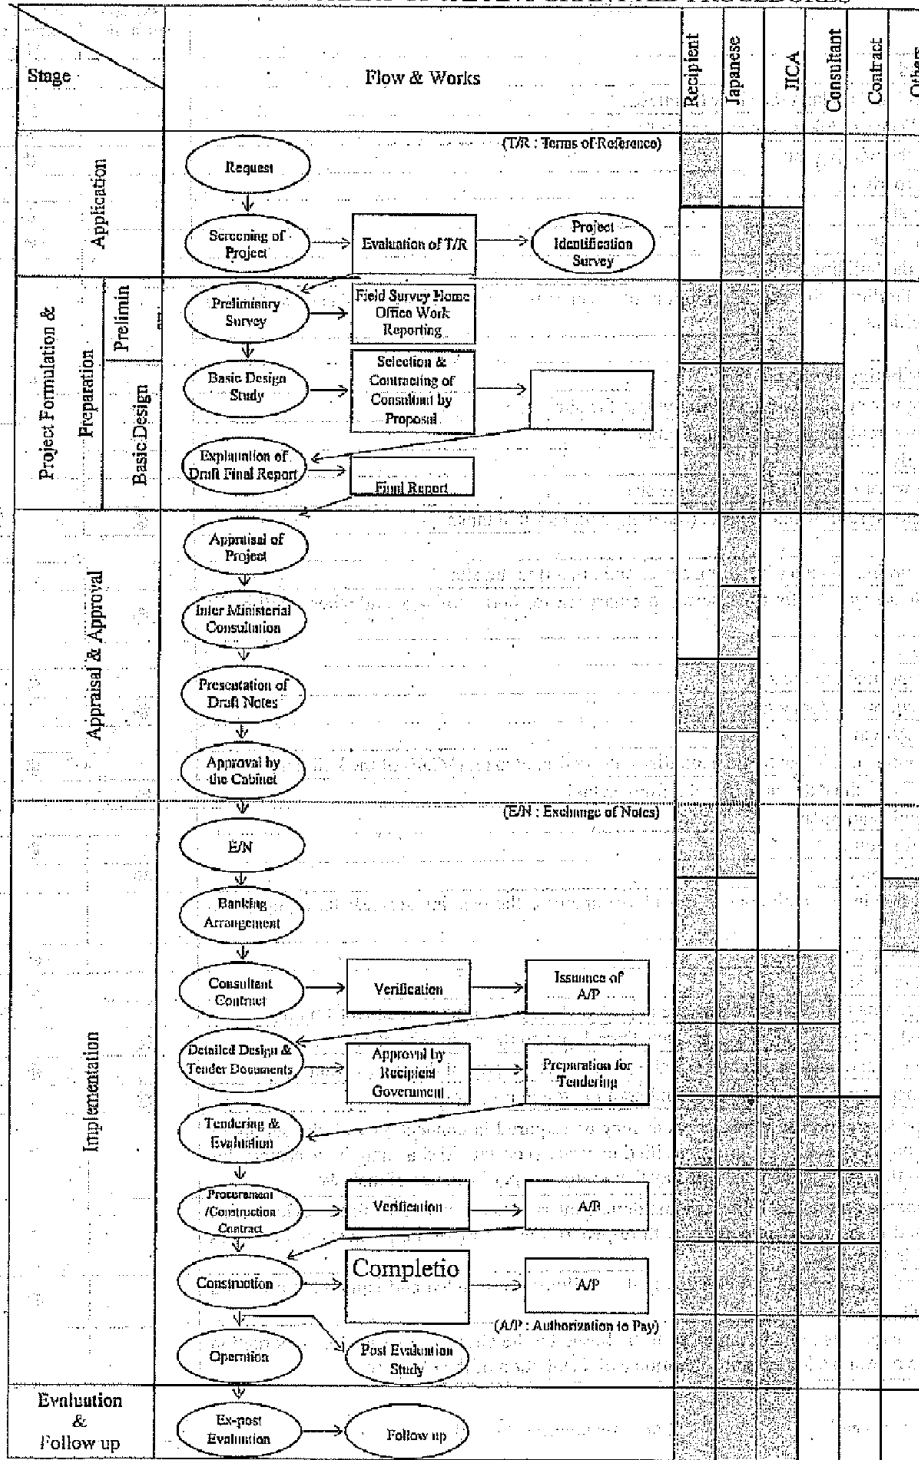 Stage
Flow & Works
Recipient
Japanese
JICA
Consultant
Contract
Others
Application
(T/R : Terms of Reference)
Request
Screening of
Project
Evaluation of T/R
Project
Identification
Survey
Project Formulation &
Preparation
Prelimin
Preliminary
Survey
Field Survey Home
Office Work
Reporting
Basic Design
Basic Design
Study
Selection &
Contracting of
Consultant by
Proposal
Explanation of
Draft Final Report
Final Report
Appraisal & Approval
Appraisal of
Project
Inter Ministerial
Consultation
Presentation of
Draft Notes
Approval by
the Cabinet
Implementation
(E/N : Exchange of Notes)
E/N
Banking
Arrangement
Consultant
Contract
Verification
Issuance of
A/P
Detailed Design &
Tender Documents
Approval by
Recipient
Government
Preparation for
Tendering
Tendering &
Evaluation
Procurement
/Construction
Contract
Verification
A/P
Construction
Completio
A/P
(A/P : Authorization to Pay)
Operation
Post Evaluation
Study
Evaluation
&
Follow up
Ex-post
Evaluation
Follow up